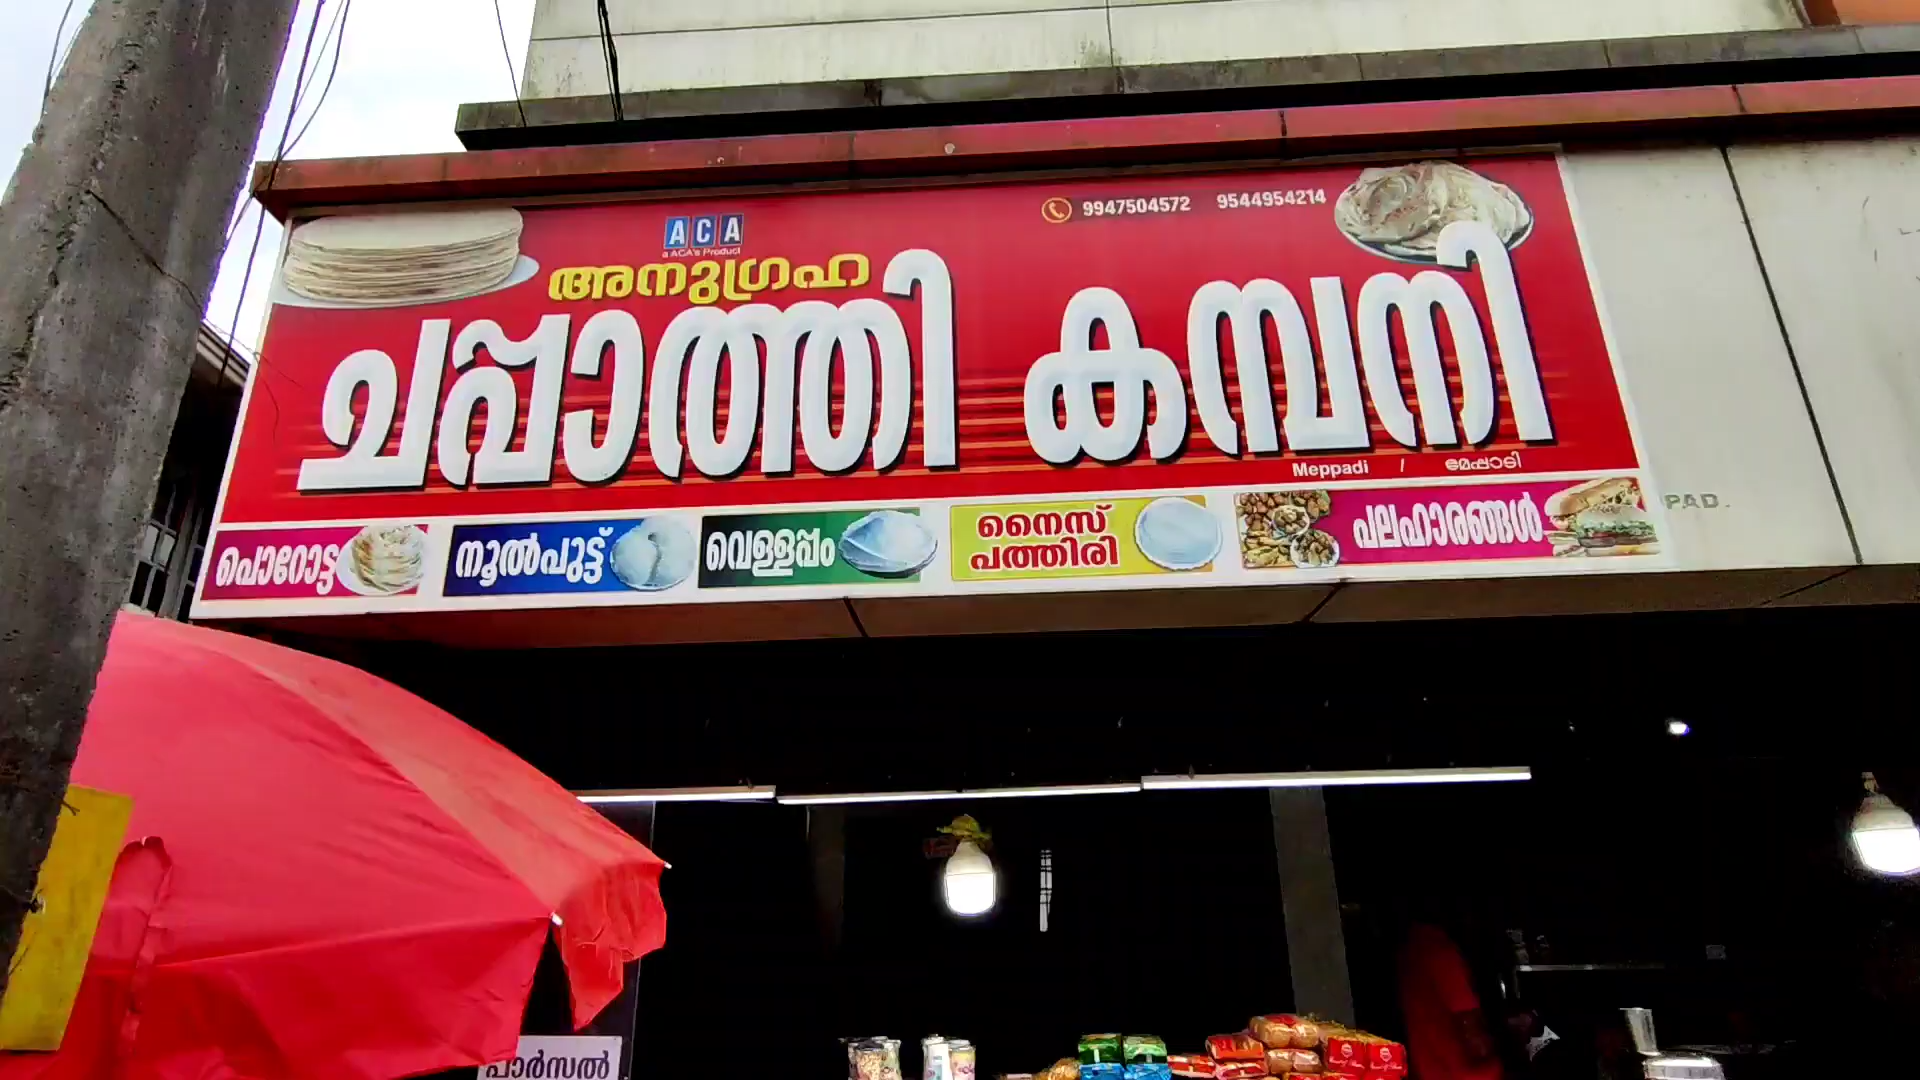 ACA
a ACA's Product
9947504572 9544954214
അനുഗ്രഹ
ചപ്പാത്തി കമ്പനി
Meppadi / മേപ്പാടി
പൊറോട്ട
നൂൽപുട്ട്
വെള്ളപ്പം
നൈസ്
പത്തിരി
പലഹാരങ്ങൾ
PAD.
പാർസൽ